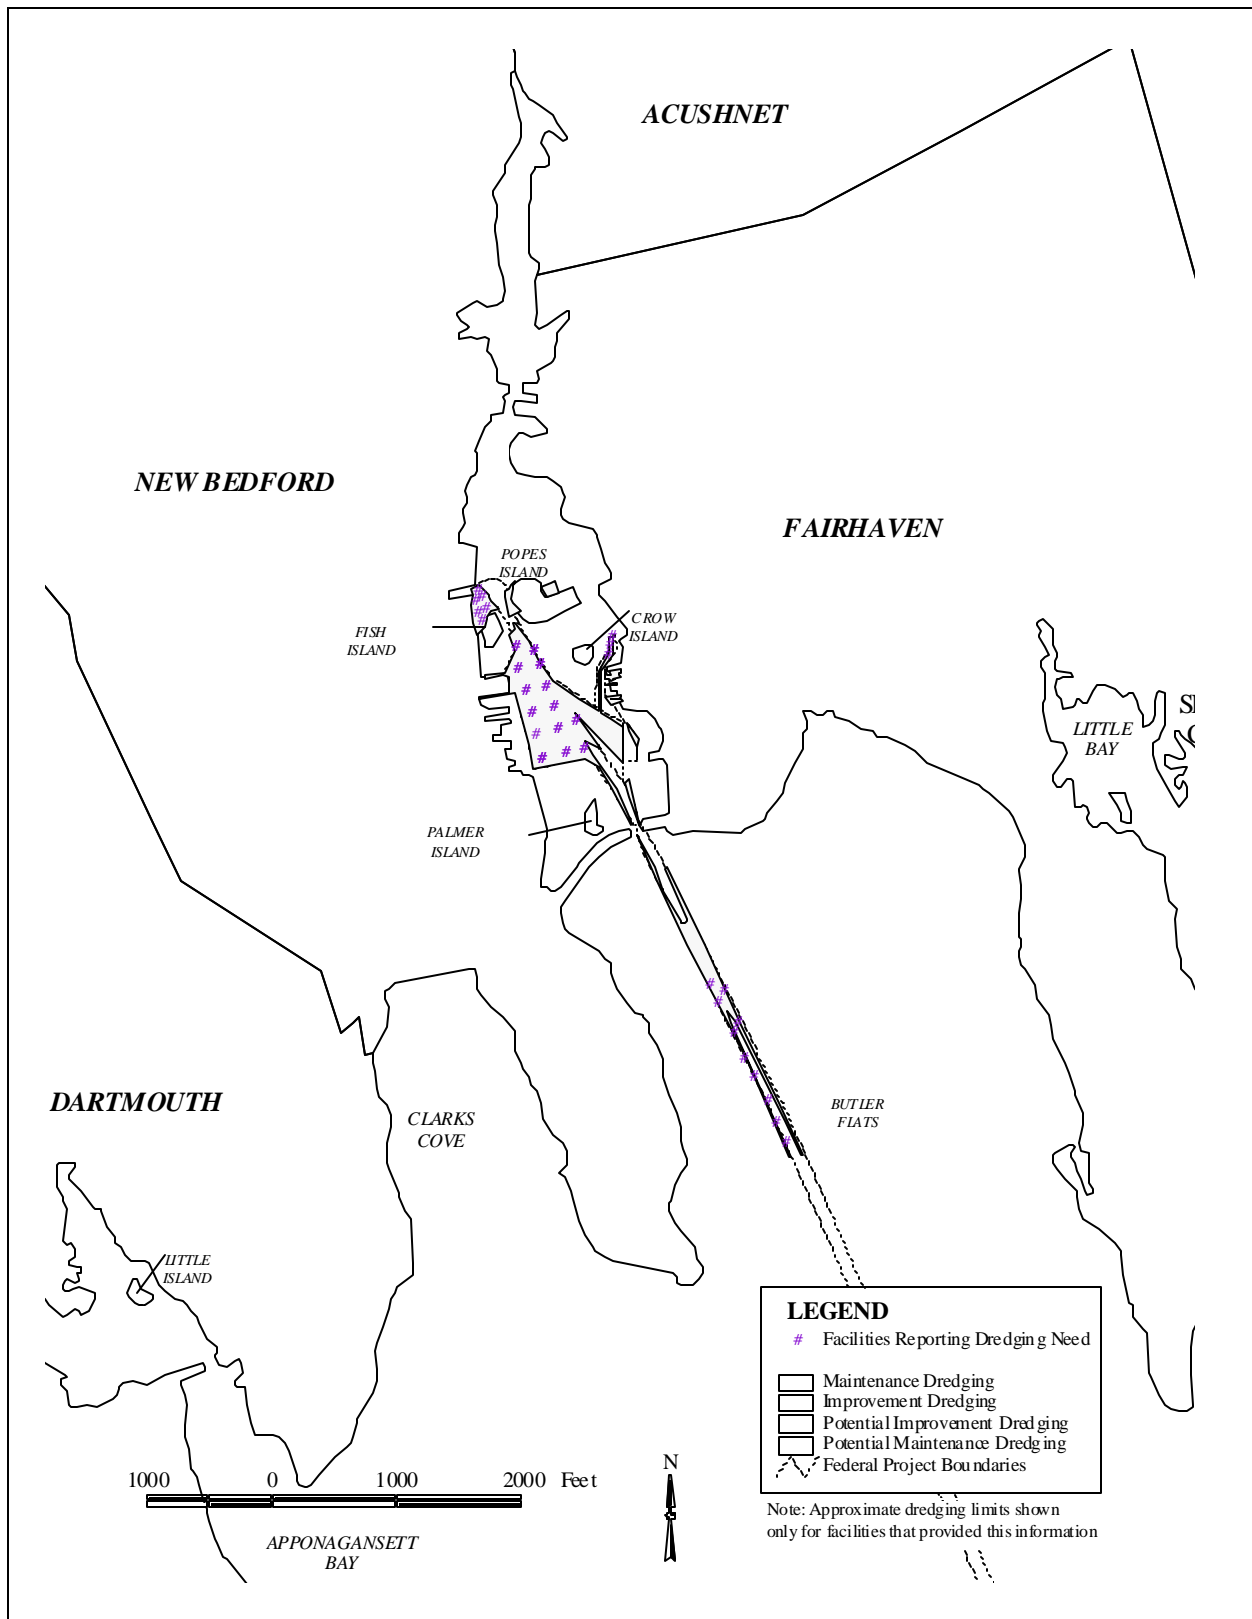 ACUSHNET
NEW BEDFORD
FAIRHAVEN
POPES
ISLAND
FISH
ISLAND
CROW
ISLAND
LITTLE
BAY
PALMER
ISLAND
DARTMOUTH
CLARKS
COVE
BUTLER
FLATS
LITTLE
ISLAND
LEGEND
# Facilities Reporting Dredging Need
Maintenance Dredging
Improvement Dredging
Potential Improvement Dredging
Potential Maintenance Dredging
Federal Project Boundaries
N
1000 0 1000 2000 Feet
Note: Approximate dredging limits shown
only for facilities that provided this information
APPONAGANSETT
BAY